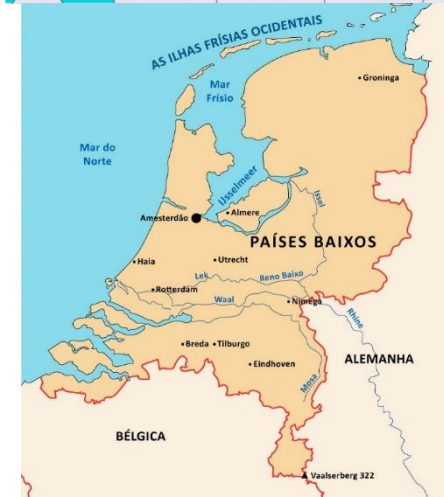 AS ILHAS FRÍSIAS OCIDENTAIS
Groninga
Mar
Frísio
Mar do
Norte
IJsselmeer
Issel
Amesterdão
Almere
PAÍSES BAIXOS
Haia
Utrecht
Lek
Reno Baixo
Rotterdam
Waal
Nimega
Rhine
Breda
Tilburgo
Eindhoven
Mosa
ALEMANHA
BÉLGICA
Vaalserberg 322